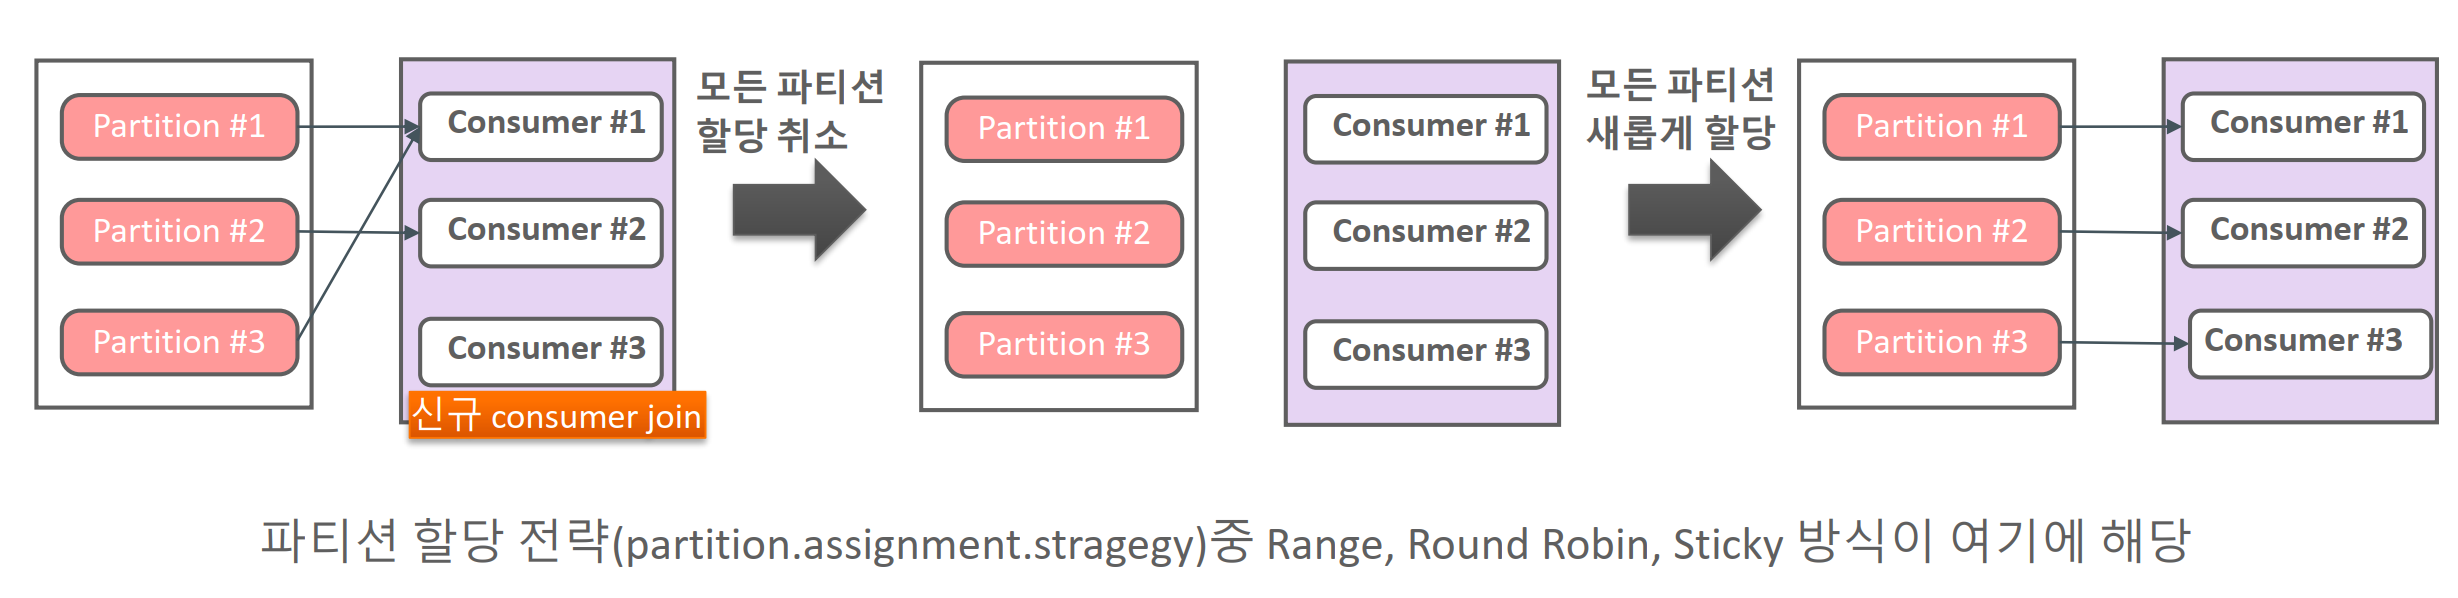 Partition #1
Partition #2
Partition #3
Consumer #1
Consumer #2
Consumer #3
신규 consumer join
모든 파티션
할당 취소
Partition #1
Partition #2
Partition #3
Consumer #1
Consumer #2
Consumer #3
모든 파티션
새롭게 할당
Partition #1
Partition #2
Partition #3
Consumer #1
Consumer #2
Consumer #3
파티션 할당 전략(partition.assignment.stragegy)중 Range, Round Robin, Sticky 방식이 여기에 해당